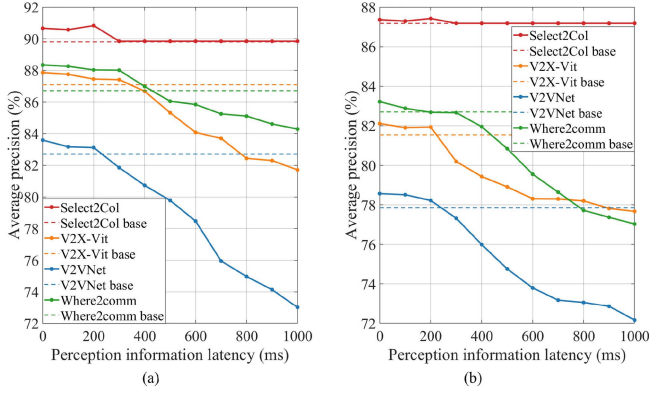 92
90
88
86
84
82
80
78
76
74
72
Average precision (%)
Select2Col
Select2Col base
V2X-Vit
V2X-Vit base
V2VNet
V2VNet base
Where2comm
Where2comm base
0
200
400
600
800
1000
Perception information latency (ms)
(a)
88
86
84
82
80
78
76
74
72
Average precision (%)
Select2Col
Select2Col base
V2X-Vit
V2X-Vit base
V2VNet
V2VNet base
Where2comm
Where2comm base
0
200
400
600
800
1000
Perception information latency (ms)
(b)